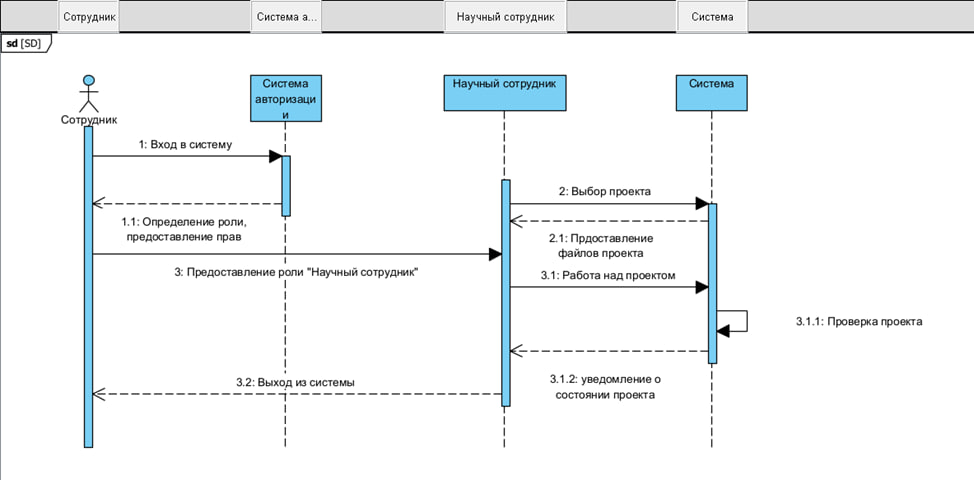 Сотрудник
Система а...
Научный сотрудник
Система
sd [SD]
Сотрудник
Система
авторизаци
и
Научный сотрудник
Система
1: Вход в систему
2: Выбор проекта
1.1: Определение роли,
предоставление прав
2.1: Прдоставление
файлов проекта
3: Предоставление роли "Научный сотрудник"
3.1: Работа над проектом
3.1.1: Проверка проекта
3.2: Выход из системы
3.1.2: уведомление о
состоянии проекта